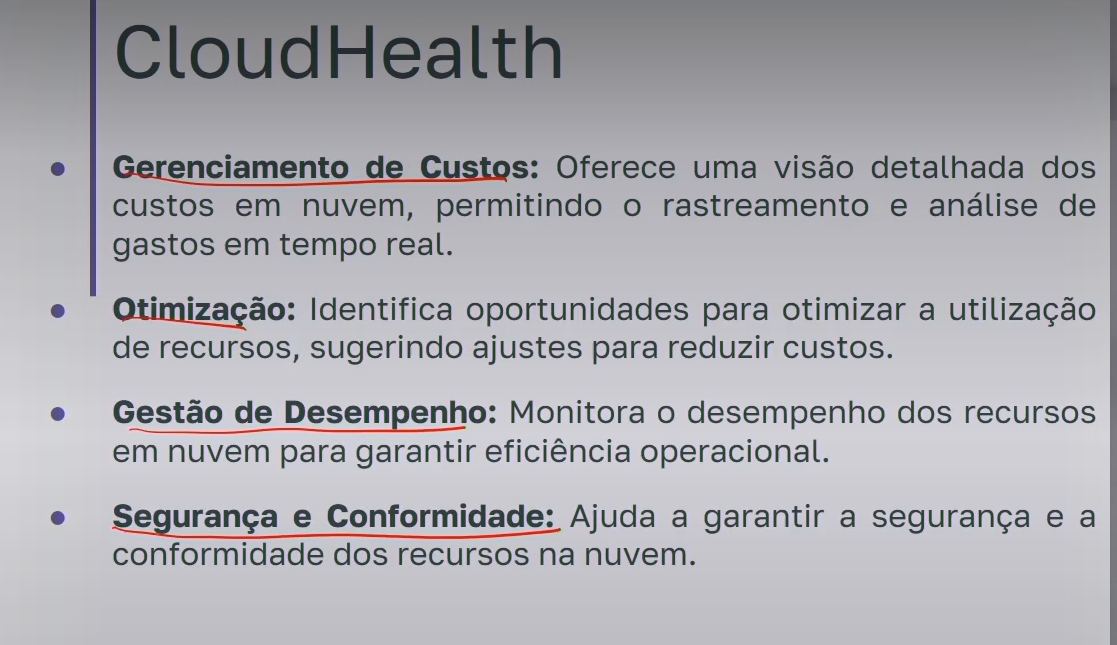 CloudHealth
● Gerenciamento de Custos: Oferece uma visão detalhada dos
custos em nuvem, permitindo o rastreamento e análise de
gastos em tempo real.
● Otimização: Identifica oportunidades para otimizar a utilização
de recursos, sugerindo ajustes para reduzir custos.
● Gestão de Desempenho: Monitora o desempenho dos recursos
em nuvem para garantir eficiência operacional.
● Segurança e Conformidade: Ajuda a garantir a segurança e a
conformidade dos recursos na nuvem.